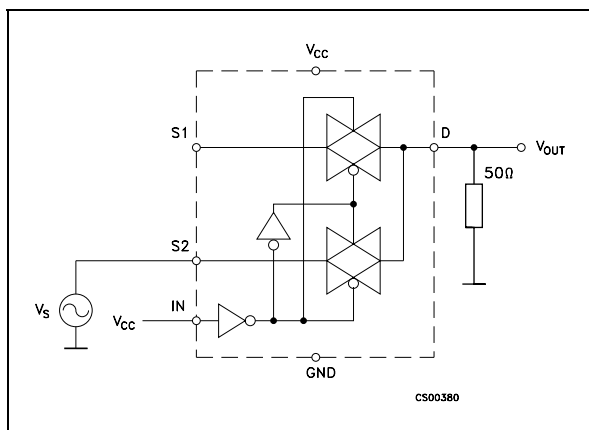 VCC
S1
D
VOUT
50Ω
S2
VS
VCC
IN
GND
CS00380